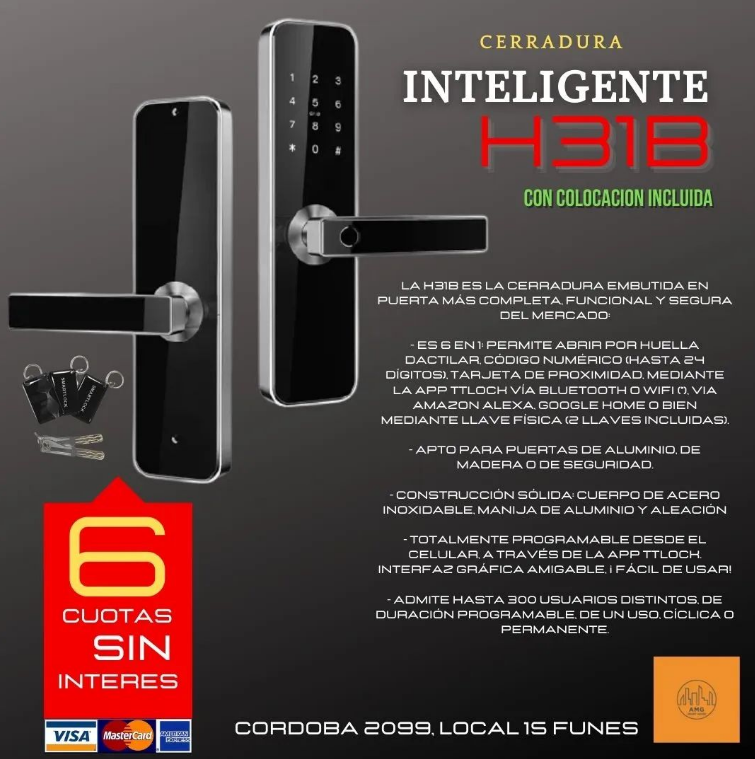 CERRADURA
INTELIGENTE
H31B
CON COLOCACION INCLUIDA
1 2 3
4 5 6
7 8 9
* 0 #
LA H31B ES LA CERRADURA EMBUTIDA EN
PUERTA MÁS COMPLETA, FUNCIONAL Y SEGURA
DEL MERCADO:
- ES 6 EN 1: PERMITE ABRIR POR HUELLA
DACTILAR, CÓDIGO NUMÉRICO (HASTA 24
DÍGITOS), TARJETA DE PROXIMIDAD, MEDIANTE
LA APP TTLOCH VÍA BLUETOOTH O WIFI (*), VIA
AMAZON ALEXA, GOOGLE HOME O BIEN
MEDIANTE LLAVE FÍSICA (2 LLAVES INCLUIDAS).
- APTO PARA PUERTAS DE ALUMINIO, DE
MADERA O DE SEGURIDAD.
- CONSTRUCCIÓN SÓLIDA: CUERPO DE ACERO
INOXIDABLE, MANIJA DE ALUMINIO Y ALEACIÓN
- TOTALMENTE PROGRAMABLE DESDE EL
CELULAR, A TRAVÉS DE LA APP TTLOCH.
INTERFAZ GRÁFICA AMIGABLE, ¡ FÁCIL DE USAR!
- ADMITE HASTA 300 USUARIOS DISTINTOS, DE
DURACIÓN PROGRAMABLE, DE UN USO, CÍCLICA O
PERMANENTE.
6
CUOTAS
SIN
INTERES
VISA MasterCard AMERICAN EXPRESS
CORDOBA 2099, LOCAL 15 FUNES
AMG